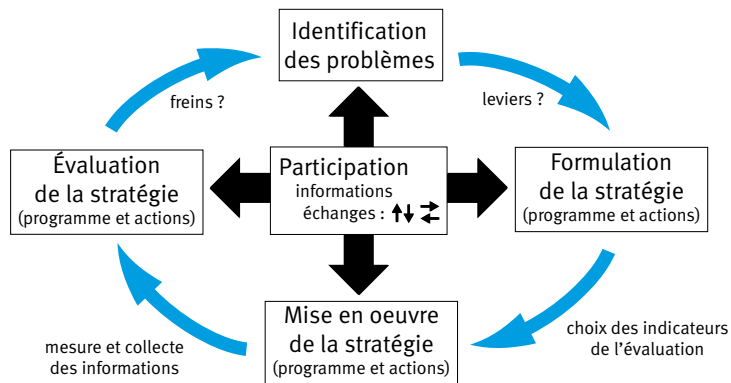 Identification
des problèmes
freins ?
leviers ?
Évaluation
de la stratégie
(programme et actions)
Participation
informations
échanges :
Formulation
de la stratégie
(programme et actions)
Mise en oeuvre
de la stratégie
(programme et actions)
mesure et collecte
des informations
choix des indicateurs
de l’évaluation